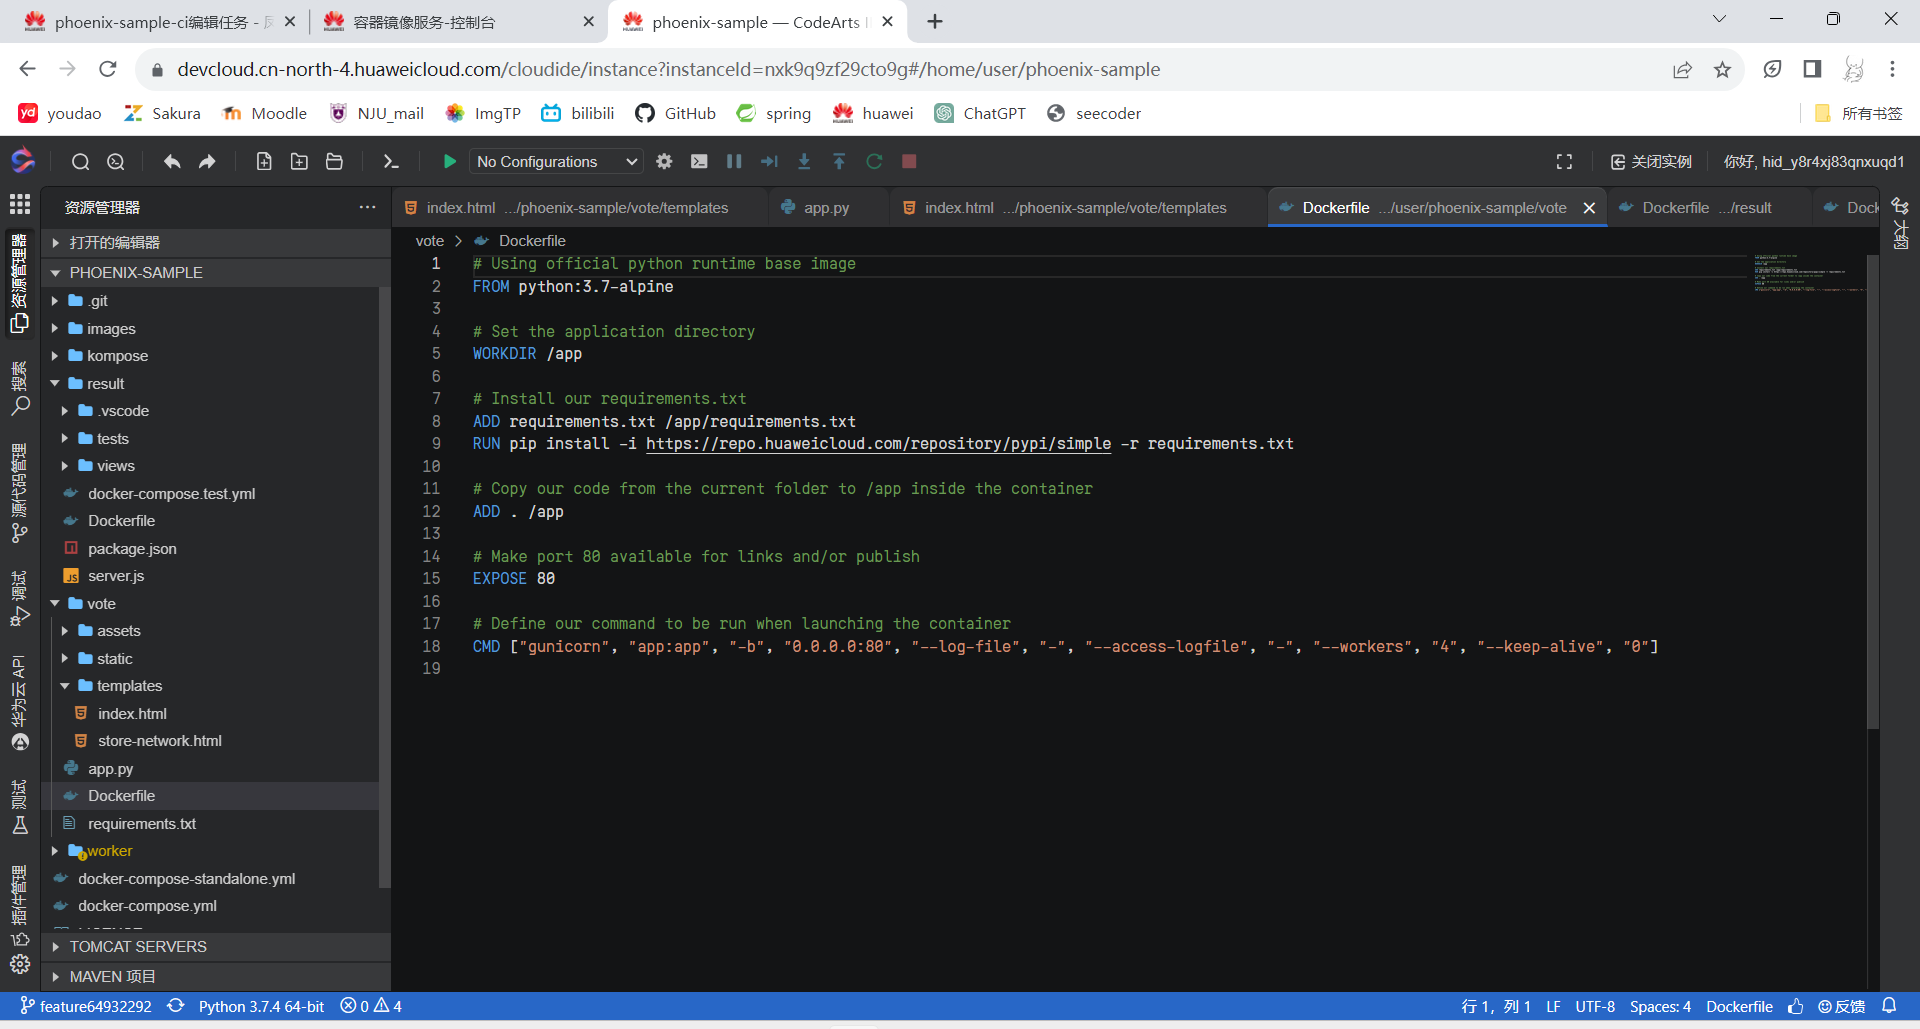 phoenix-sample-ci编辑任务 -
容器镜像服务-控制台
phoenix-sample — CodeArts I
devcloud.cn-north-4.huaweicloud.com/cloudide/instance?instanceId=nxk9q9zf29cto9g#/home/user/phoenix-sample
youdao
Sakura
Moodle
NJU_mail
ImgTP
bilibili
GitHub
spring
huawei
ChatGPT
seecoder
所有书签
No Configurations
关闭实例
你好, hid_y8r4xj83qnxuqd1
资源管理器
index.html .../phoenix-sample/vote/templates
app.py
index.html .../phoenix-sample/vote/templates
Dockerfile .../user/phoenix-sample/vote
Dockerfile .../result
Dock
资源管理器
搜索
源代码管理
调试
华为云 API
测试
插件管理
打开的编辑器
PHOENIX-SAMPLE
.git
images
kompose
result
.vscode
tests
views
docker-compose.test.yml
Dockerfile
package.json
server.js
vote
assets
static
templates
index.html
store-network.html
app.py
Dockerfile
requirements.txt
worker
docker-compose-standalone.yml
docker-compose.yml
TOMCAT SERVERS
MAVEN 项目
vote > Dockerfile
1 # Using official python runtime base image
2 FROM python:3.7-alpine
3
4 # Set the application directory
5 WORKDIR /app
6
7 # Install our requirements.txt
8 ADD requirements.txt /app/requirements.txt
9 RUN pip install -i https://repo.huaweicloud.com/repository/pypi/simple -r requirements.txt
10
11 # Copy our code from the current folder to /app inside the container
12 ADD . /app
13
14 # Make port 80 available for links and/or publish
15 EXPOSE 80
16
17 # Define our command to be run when launching the container
18 CMD ["gunicorn", "app:app", "-b", "0.0.0.0:80", "--log-file", "-", "--access-logfile", "-", "--workers", "4", "--keep-alive", "0"]
19
大纲
feature64932292
Python 3.7.4 64-bit
0
4
行 1，列 1
LF
UTF-8
Spaces: 4
Dockerfile
反馈